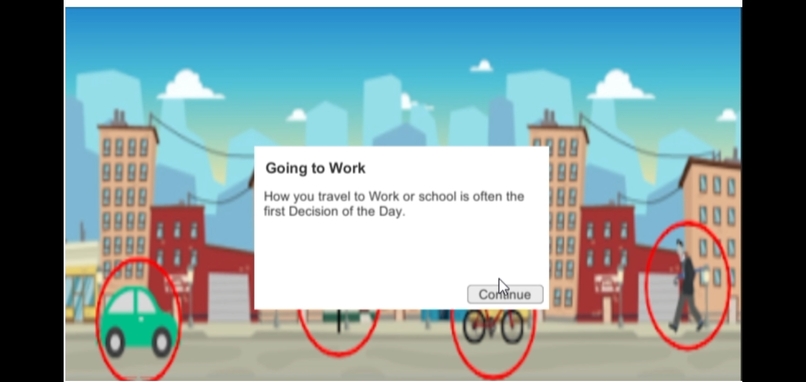 Going to Work
How you travel to Work or school is often the
first Decision of the Day.
Continue